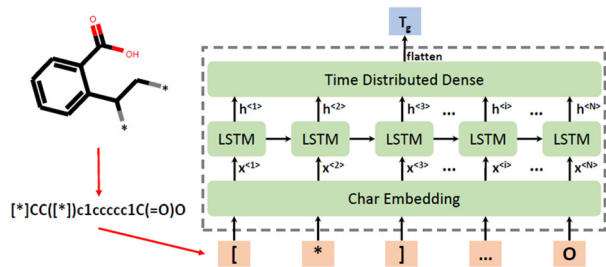 O
OH
*
*
[*]CC([*])c1ccccc1C(=O)O
T_g
flatten
Time Distributed Dense
h<1> h<2> h<3> ... h<i> ... h<N>
LSTM LSTM LSTM LSTM LSTM
x<1> x<2> x<3> ... x<i> ... x<N>
Char Embedding
[ * ] ... O